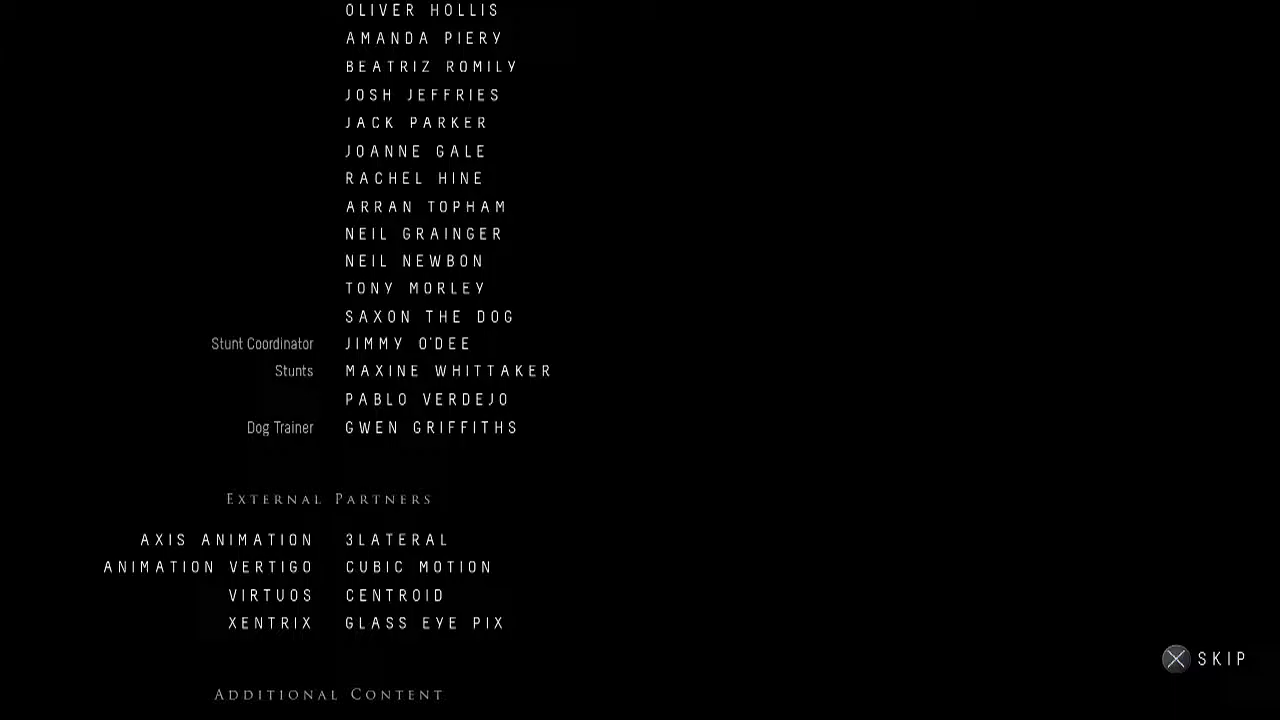 OLIVER HOLLIS
AMANDA PIERY
BEATRIZ ROMILY
JOSH JEFFRIES
JACK PARKER
JOANNE GALE
RACHEL HINE
ARRAN TOPHAM
NEIL GRAINGER
NEIL NEWBON
TONY MORLEY
SAXON THE DOG
Stunt Coordinator JIMMY O'DEE
Stunts MAXINE WHITTAKER
PABLO VERDEJO
Dog Trainer GWEN GRIFFITHS
EXTERNAL PARTNERS
AXIS ANIMATION 3LATERAL
ANIMATION VERTIGO CUBIC MOTION
VIRTUOS CENTROID
XENTRIX GLASS EYE PIX
SKIP
ADDITIONAL CONTENT